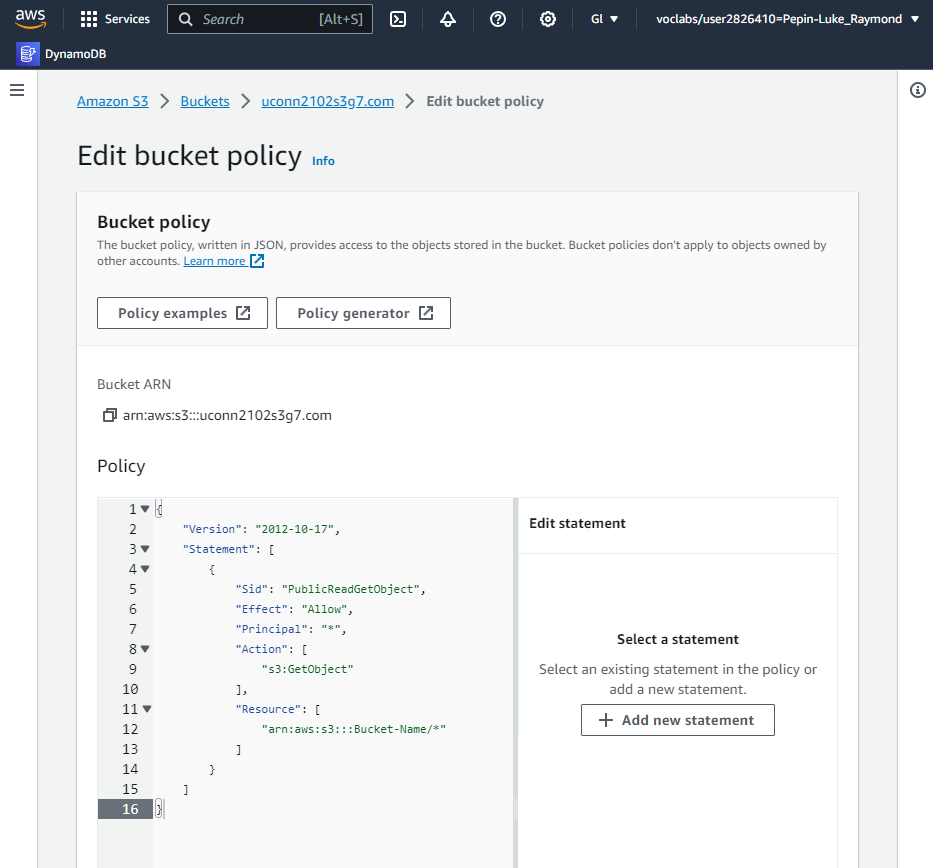 aws
Services
Search [Alt+S]
Gl ▼
voclabs/user2826410=Pepin-Luke_Raymond ▼
DynamoDB
Amazon S3 > Buckets > uconn2102s3g7.com > Edit bucket policy
Edit bucket policy Info
Bucket policy
The bucket policy, written in JSON, provides access to the objects stored in the bucket. Bucket policies don't apply to objects owned by
other accounts. Learn more
Policy examples
Policy generator
Bucket ARN
arn:aws:s3:::uconn2102s3g7.com
Policy
1 ▼ {
2 "Version": "2012-10-17",
3 ▼ "Statement": [
4 ▼ {
5 "Sid": "PublicReadGetObject",
6 "Effect": "Allow",
7 "Principal": "*",
8 ▼ "Action": [
9 "s3:GetObject"
10 ],
11 ▼ "Resource": [
12 "arn:aws:s3:::Bucket-Name/*"
13 ]
14 }
15 ]
16 }
Edit statement
Select a statement
Select an existing statement in the policy or
add a new statement.
+ Add new statement